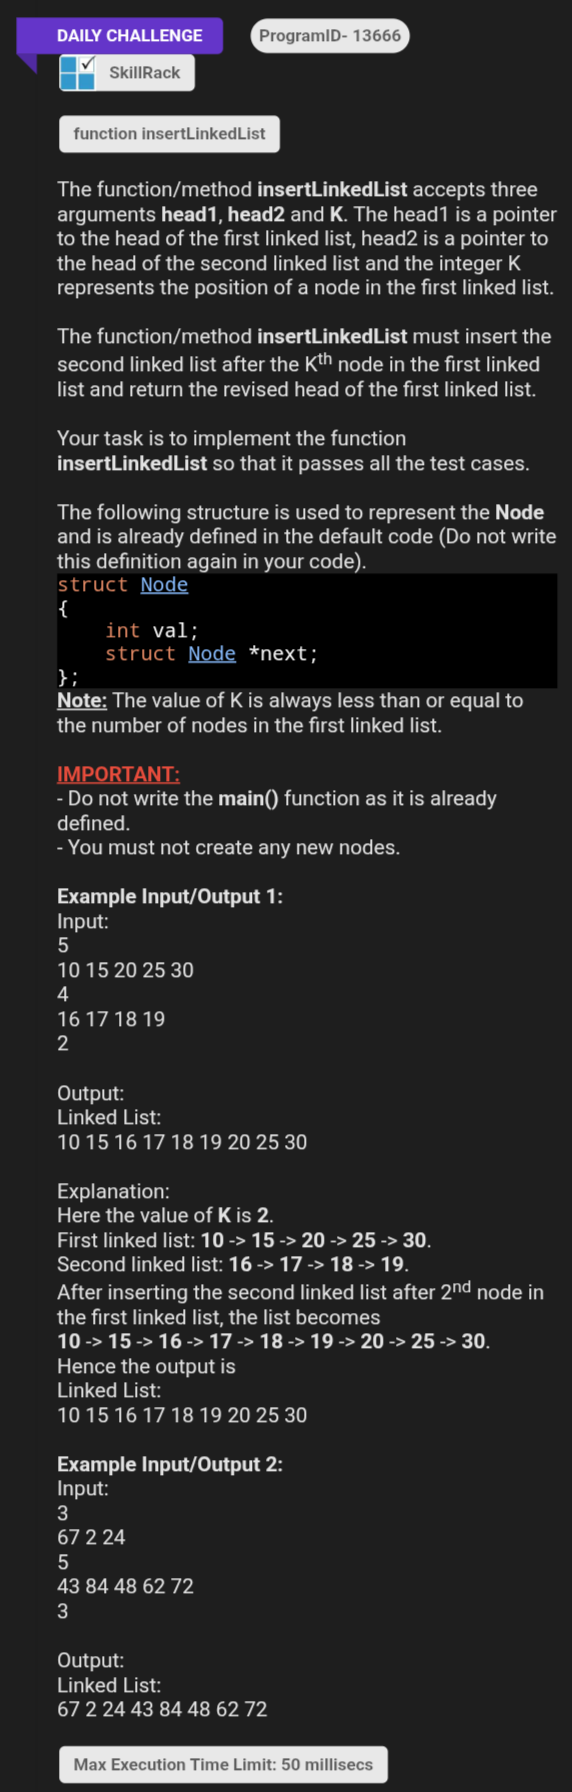 DAILY CHALLENGE
ProgramID- 13666
SkillRack
function insertLinkedList
The function/method insertLinkedList accepts three
arguments head1, head2 and K. The head1 is a pointer
to the head of the first linked list, head2 is a pointer to
the head of the second linked list and the integer K
represents the position of a node in the first linked list.
The function/method insertLinkedList must insert the
second linked list after the Kth node in the first linked
list and return the revised head of the first linked list.
Your task is to implement the function
insertLinkedList so that it passes all the test cases.
The following structure is used to represent the Node
and is already defined in the default code (Do not write
this definition again in your code).
struct Node
{
    int val;
    struct Node *next;
};
Note: The value of K is always less than or equal to
the number of nodes in the first linked list.
IMPORTANT:
- Do not write the main() function as it is already
defined.
- You must not create any new nodes.
Example Input/Output 1:
Input:
5
10 15 20 25 30
4
16 17 18 19
2
Output:
Linked List:
10 15 16 17 18 19 20 25 30
Explanation:
Here the value of K is 2.
First linked list: 10 -> 15 -> 20 -> 25 -> 30.
Second linked list: 16 -> 17 -> 18 -> 19.
After inserting the second linked list after 2nd node in
the first linked list, the list becomes
10 -> 15 -> 16 -> 17 -> 18 -> 19 -> 20 -> 25 -> 30.
Hence the output is
Linked List:
10 15 16 17 18 19 20 25 30
Example Input/Output 2:
Input:
3
67 2 24
5
43 84 48 62 72
3
Output:
Linked List:
67 2 24 43 84 48 62 72
Max Execution Time Limit: 50 millisecs